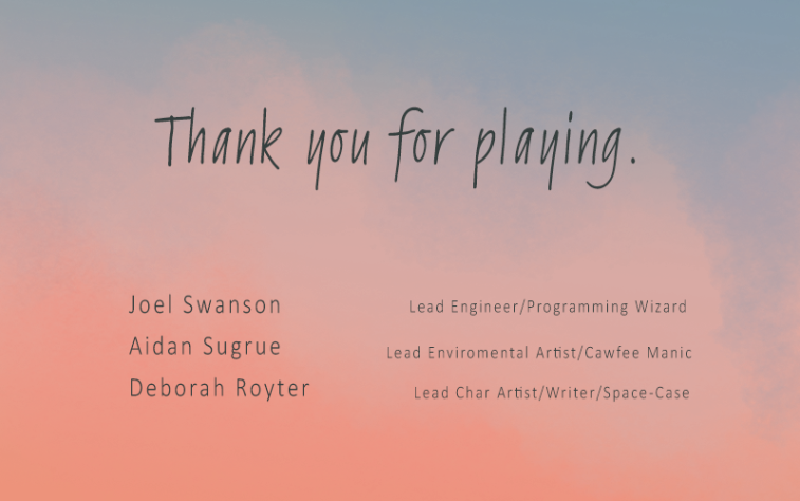 Thank you for playing.
Joel Swanson Lead Engineer/Programming Wizard
Aidan Sugrue Lead Enviromental Artist/Cawfee Manic
Deborah Royter Lead Char Artist/Writer/Space-Case